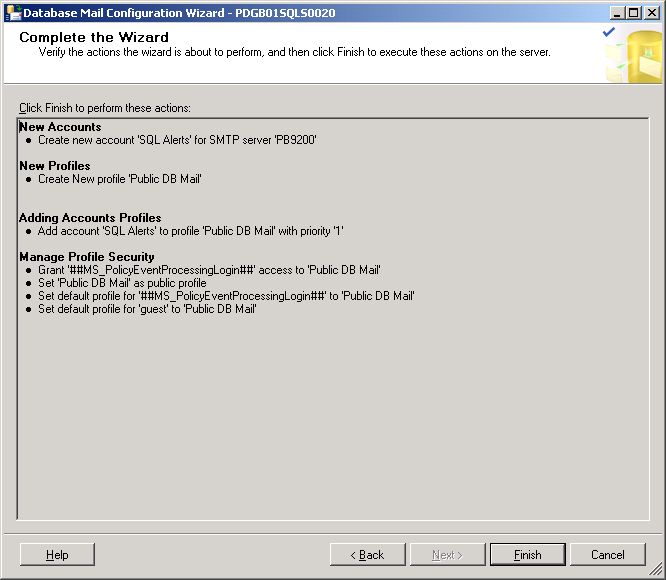 Database Mail Configuration Wizard - PDGB01SQLS0020
Complete the Wizard
Verify the actions the wizard is about to perform, and then click Finish to execute these actions on the server.
Click Finish to perform these actions:
New Accounts
● Create new account 'SQL Alerts' for SMTP server 'PB9200'
New Profiles
● Create New profile 'Public DB Mail'
Adding Accounts Profiles
● Add account 'SQL Alerts' to profile 'Public DB Mail' with priority '1'
Manage Profile Security
● Grant '##MS_PolicyEventProcessingLogin##' access to 'Public DB Mail'
● Set 'Public DB Mail' as public profile
● Set default profile for '##MS_PolicyEventProcessingLogin##' to 'Public DB Mail'
● Set default profile for 'guest' to 'Public DB Mail'
Help < Back Next > Finish Cancel